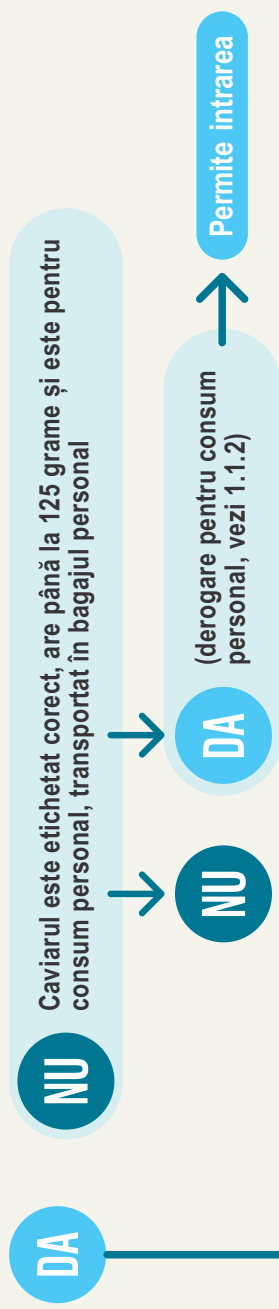 DA
NU
Caviarul este etichetat corect, are până la 125 grame și este pentru
consum personal, transportat în bagajul personal
NU
DA
(derogare pentru consum
personal, vezi 1.1.2)
Permite intrarea